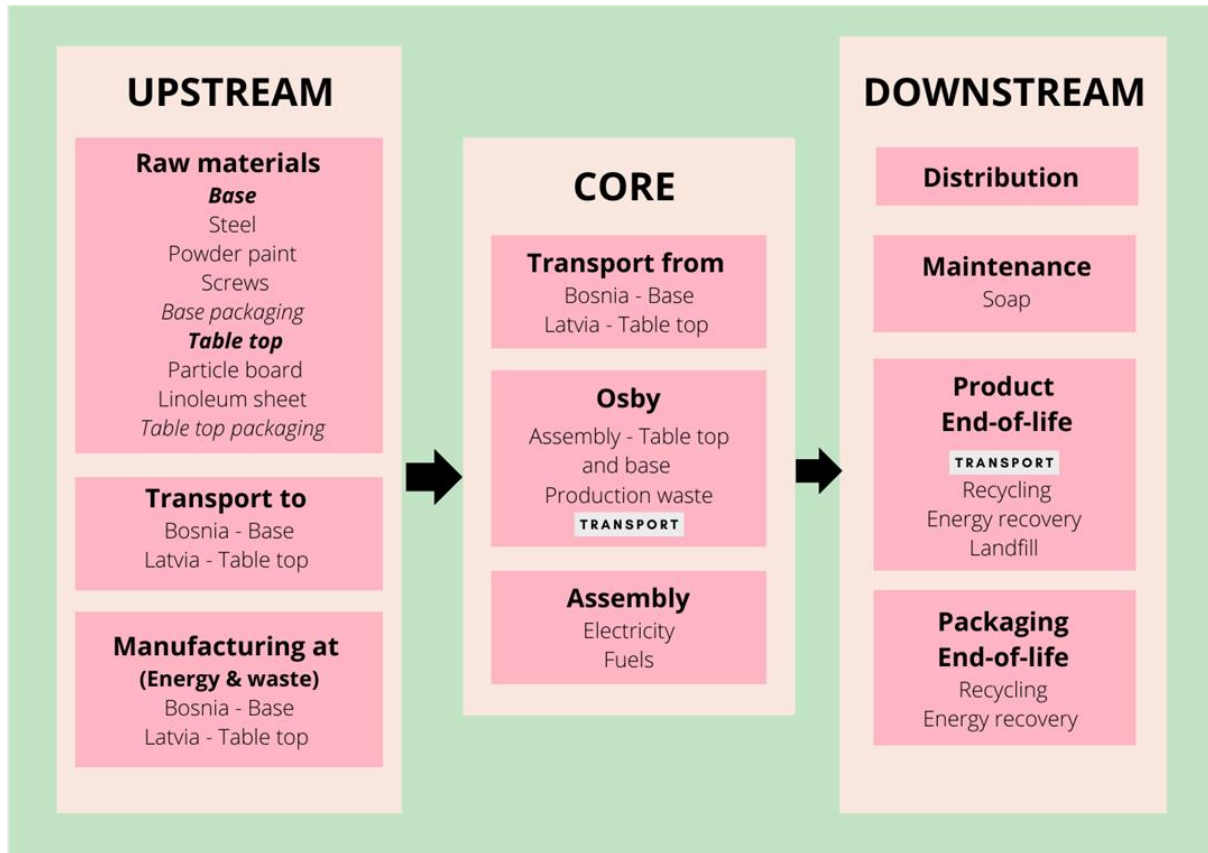 UPSTREAM
Raw materials
Base
Steel
Powder paint
Screws
Base packaging
Table top
Particle board
Linoleum sheet
Table top packaging
Transport to
Bosnia - Base
Latvia - Table top
Manufacturing at
(Energy & waste)
Bosnia - Base
Latvia - Table top
CORE
Transport from
Bosnia - Base
Latvia - Table top
Osby
Assembly - Table top
and base
Production waste
TRANSPORT
Assembly
Electricity
Fuels
DOWNSTREAM
Distribution
Maintenance
Soap
Product
End-of-life
TRANSPORT
Recycling
Energy recovery
Landfill
Packaging
End-of-life
Recycling
Energy recovery